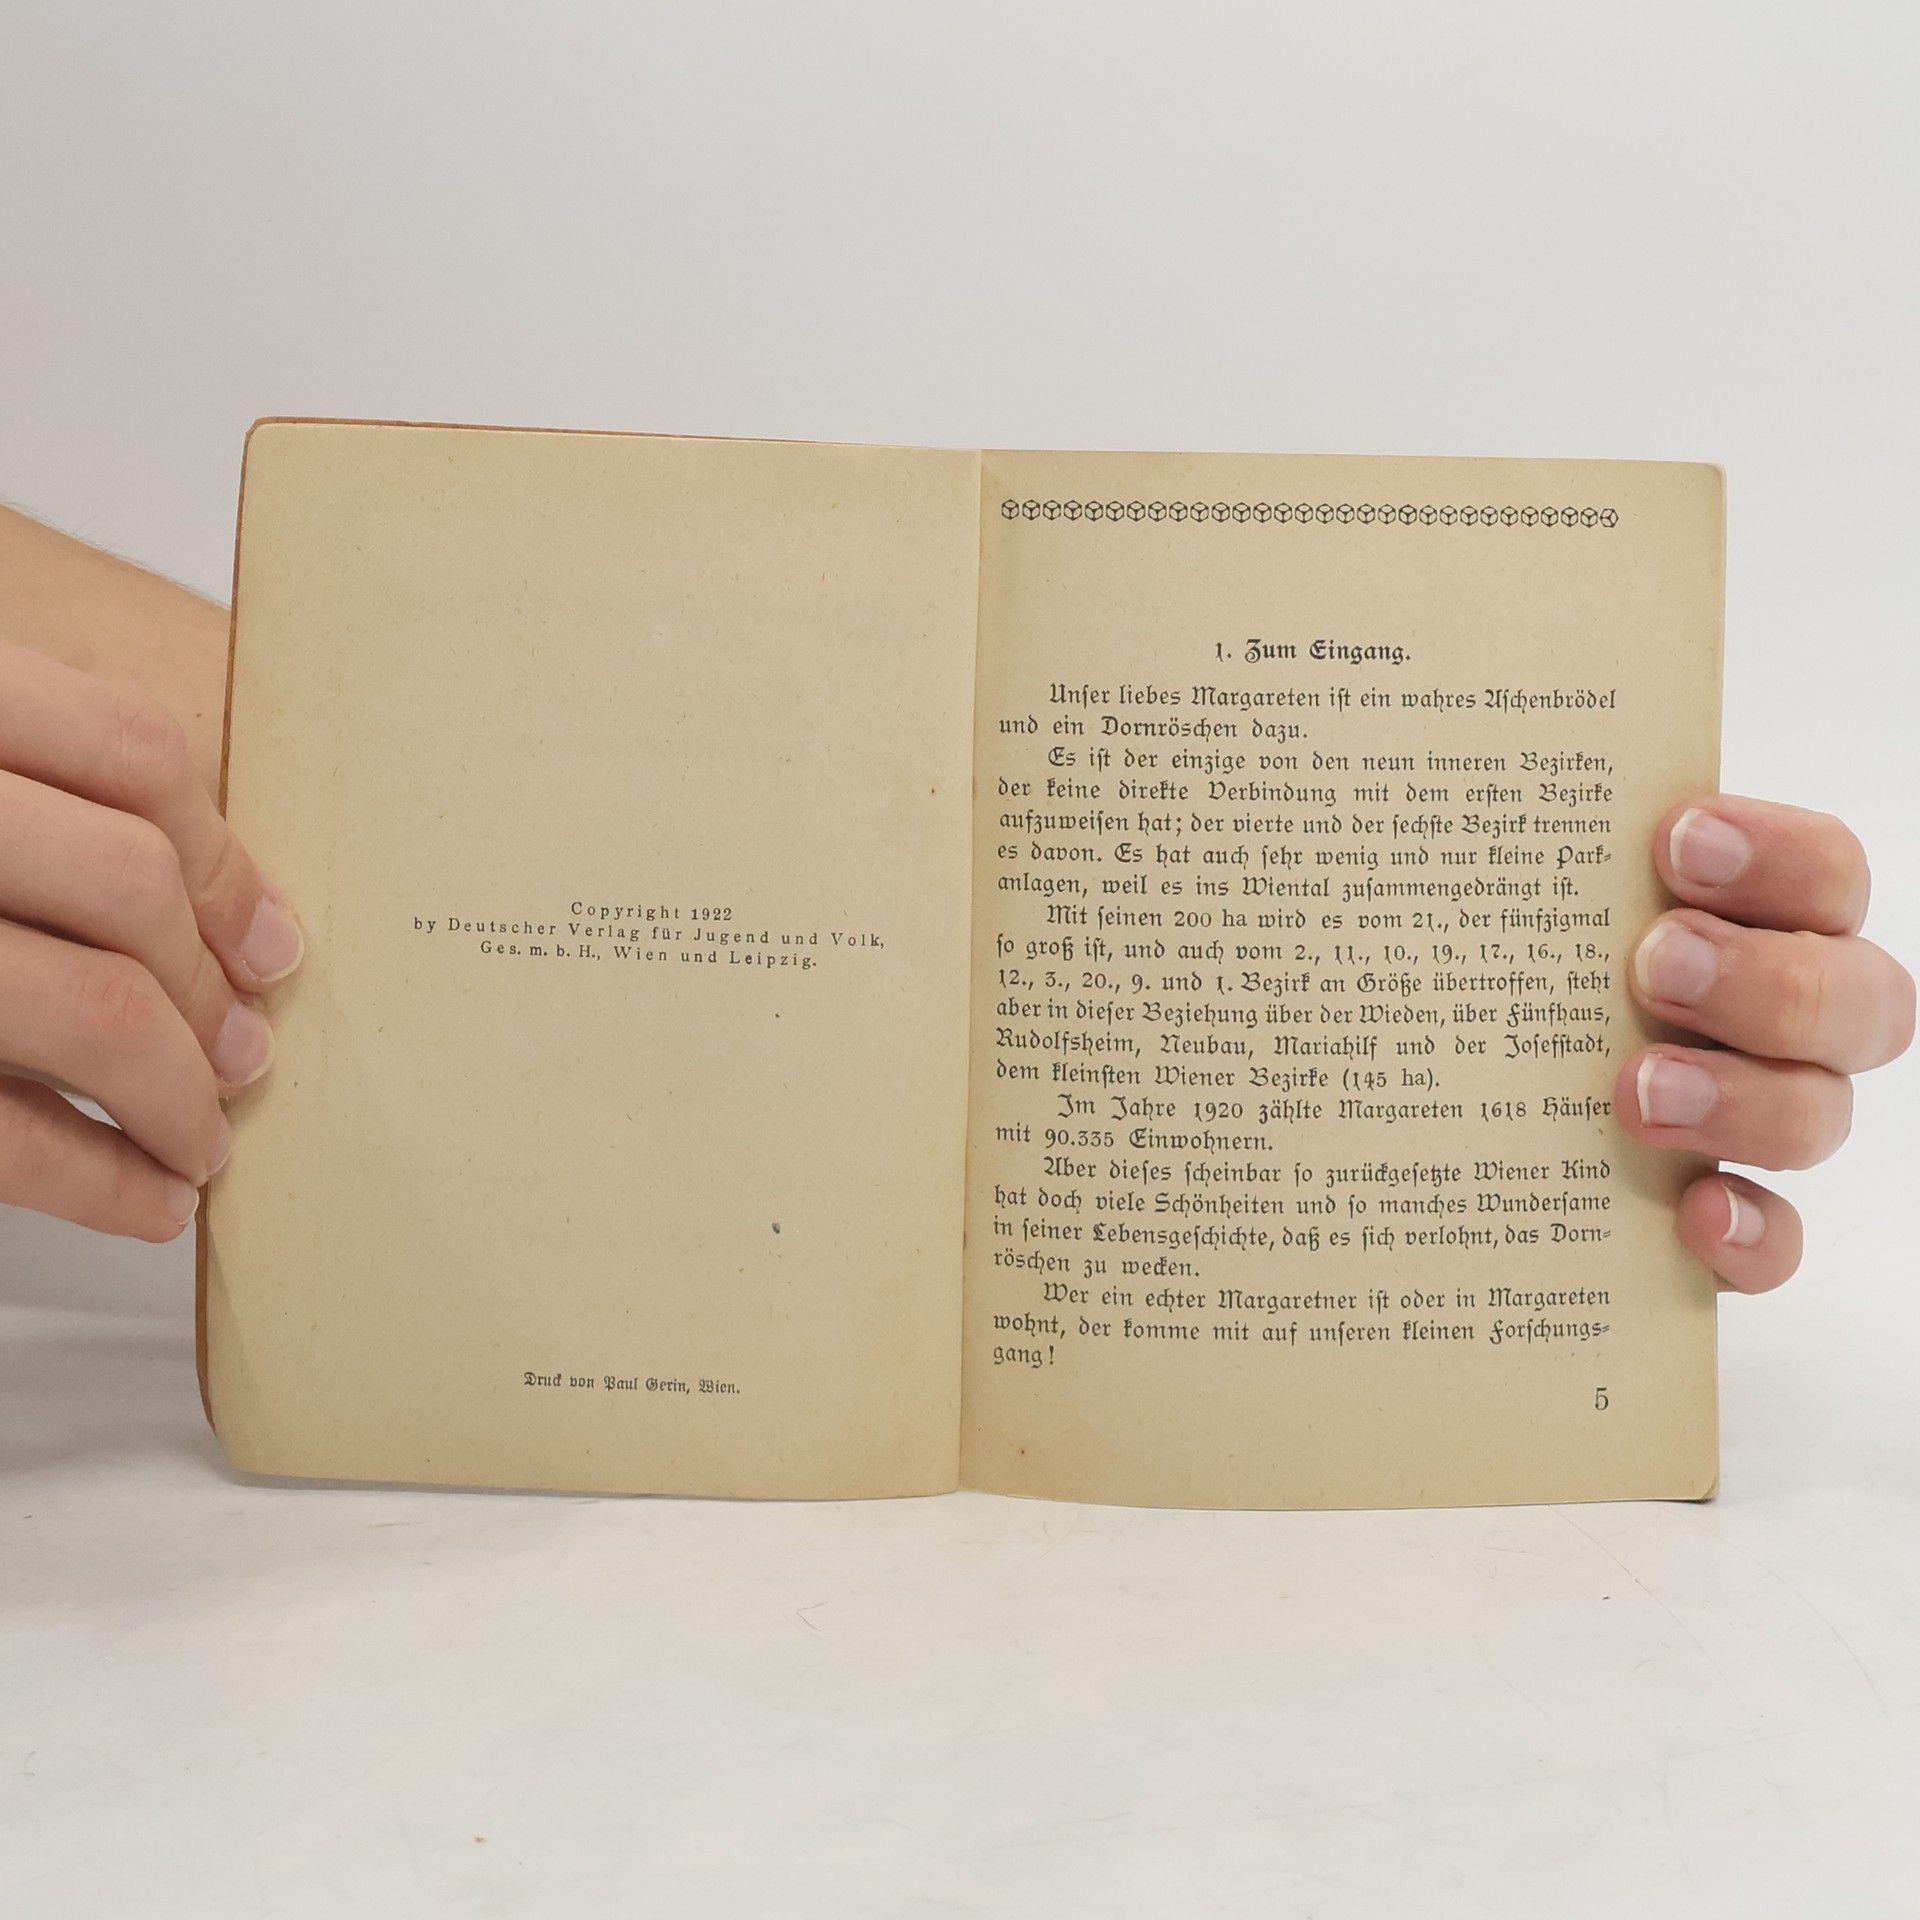 Copyright 1922
by Deutscher Verlag für Jugend und Volk,
Ges. m. b. H., Wien und Leipzig.
Druck von Paul Gerin, Wien.
1. Zum Eingang.
Unſer liebes Margareten iſt ein wahres Aſchenbrödel
und ein Dornröschen dazu.
Es iſt der einzige von den neun inneren Bezirken,
der keine direkte Verbindung mit dem erſten Bezirke
aufzuweiſen hat; der vierte und der ſechſte Bezirk trennen
es davon. Es hat auch ſehr wenig und nur kleine Park⸗
anlagen, weil es ins Wiental zuſammengedrängt iſt.
Mit ſeinen 200 ha wird es vom 21., der fünfzigmal
ſo groß iſt, und auch vom 2., 11., 10., 19., 17., 16., 18.,
12., 3., 20., 9. und 1. Bezirk an Größe übertroffen, ſteht
aber in dieſer Beziehung über der Wieden, über Fünfhaus,
Rudolfsheim, Neubau, Mariahilf und der Joſefſtadt,
dem kleinſten Wiener Bezirke (145 ha).
Im Jahre 1920 zählte Margareten 1618 Häuſer
mit 90.335 Einwohnern.
Aber dieſes ſcheinbar ſo zurückgeſetzte Wiener Kind
hat doch viele Schönheiten und ſo manches Wunderſame
in ſeiner Lebensgeſchichte, daß es ſich verlohnt, das Dorn⸗
röschen zu wecken.
Wer ein echter Margaretner iſt oder in Margareten
wohnt, der komme mit auf unſeren kleinen Forſchungs⸗
gang!
5